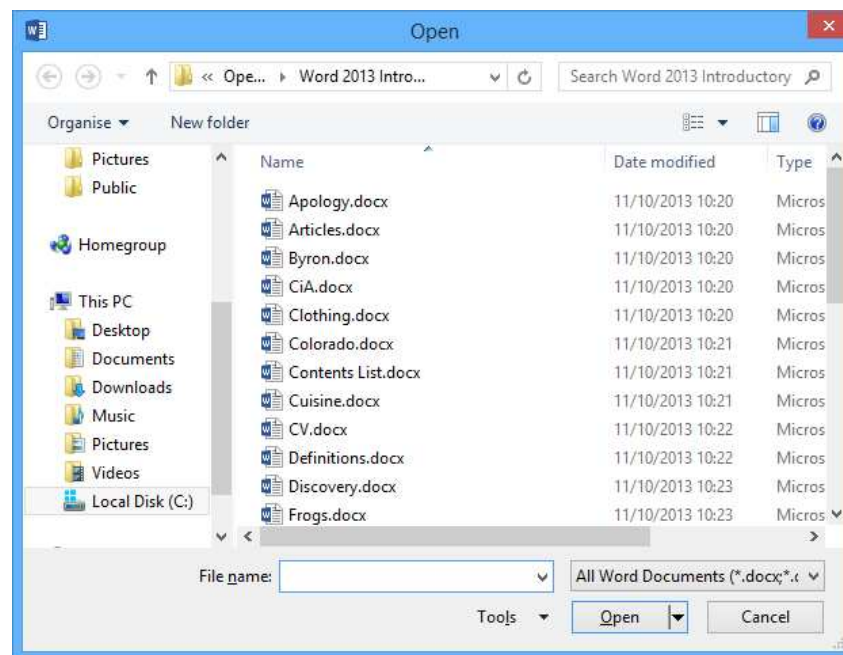 Open
« Ope... Word 2013 Intro... Search Word 2013 Introductory
Organise New folder
Pictures
Public
Homegroup
This PC
Desktop
Documents
Downloads
Music
Pictures
Videos
Local Disk (C:)
Name Date modified Type
Apology.docx 11/10/2013 10:20 Micros
Articles.docx 11/10/2013 10:20 Micros
Byron.docx 11/10/2013 10:20 Micros
CiA.docx 11/10/2013 10:20 Micros
Clothing.docx 11/10/2013 10:20 Micros
Colorado.docx 11/10/2013 10:21 Micros
Contents List.docx 11/10/2013 10:21 Micros
Cuisine.docx 11/10/2013 10:21 Micros
CV.docx 11/10/2013 10:22 Micros
Definitions.docx 11/10/2013 10:22 Micros
Discovery.docx 11/10/2013 10:23 Micros
Frogs.docx 11/10/2013 10:23 Micros
File name: All Word Documents (*.docx;*.c
Tools Open Cancel